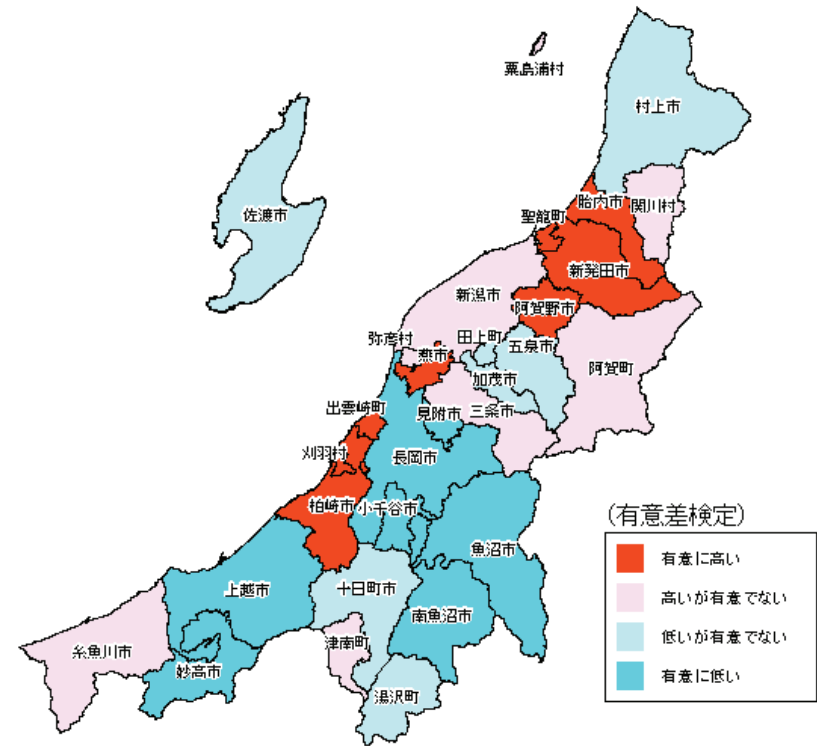 粟島浦村
村上市
佐渡市
胎内市
関川村
聖籠町
新発田市
新潟市
阿賀野市
弥彦村
燕市
田上町
五泉市
阿賀町
加茂市
出雲崎町
見附市
三条市
刈羽村
長岡市
柏崎市
小千谷市
魚沼市
上越市
十日町市
南魚沼市
糸魚川市
妙高市
津南町
湯沢町
(有意差検定)
有意に高い
高いが有意でない
低いが有意でない
有意に低い